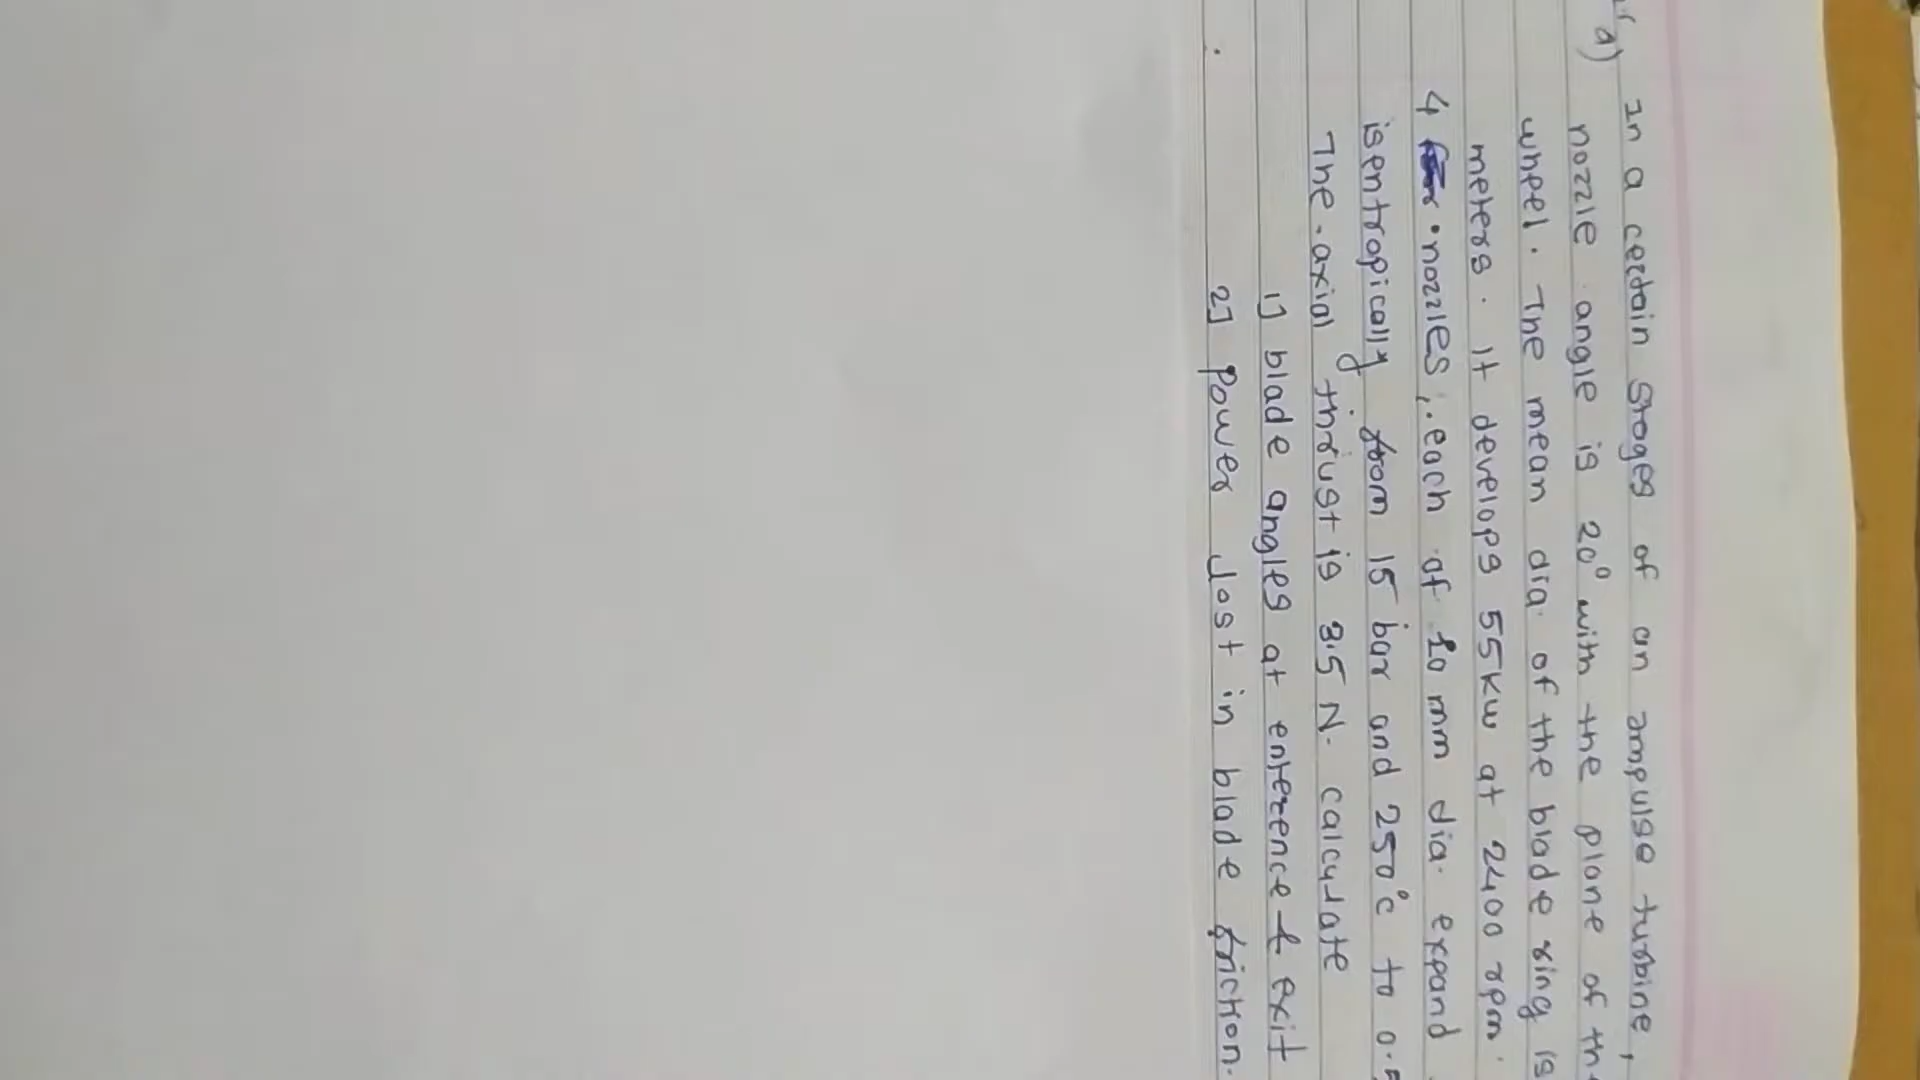 a) In a certain Stages of an impulse turbine,
nozzle angle is 20° with the plane of the
wheel. The mean dia. of the blade ring is
meters. It develops 55kw at 2400 rpm.
4 nozzles, each of 10 mm dia. expand
isentropically from 15 bar and 250°c to 0.5
The axial thrust is 3.5 N. calculate
1] blade angles at enterence & exit
2] Power lost in blade friction.